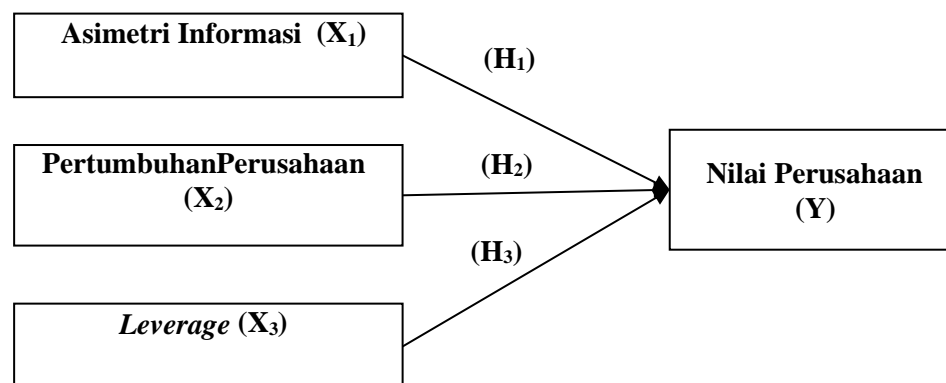 Asimetri Informasi (X₁)
(H₁)
PertumbuhanPerusahaan
(X₂)
(H₂)
Nilai Perusahaan
(Y)
(H₃)
Leverage (X₃)